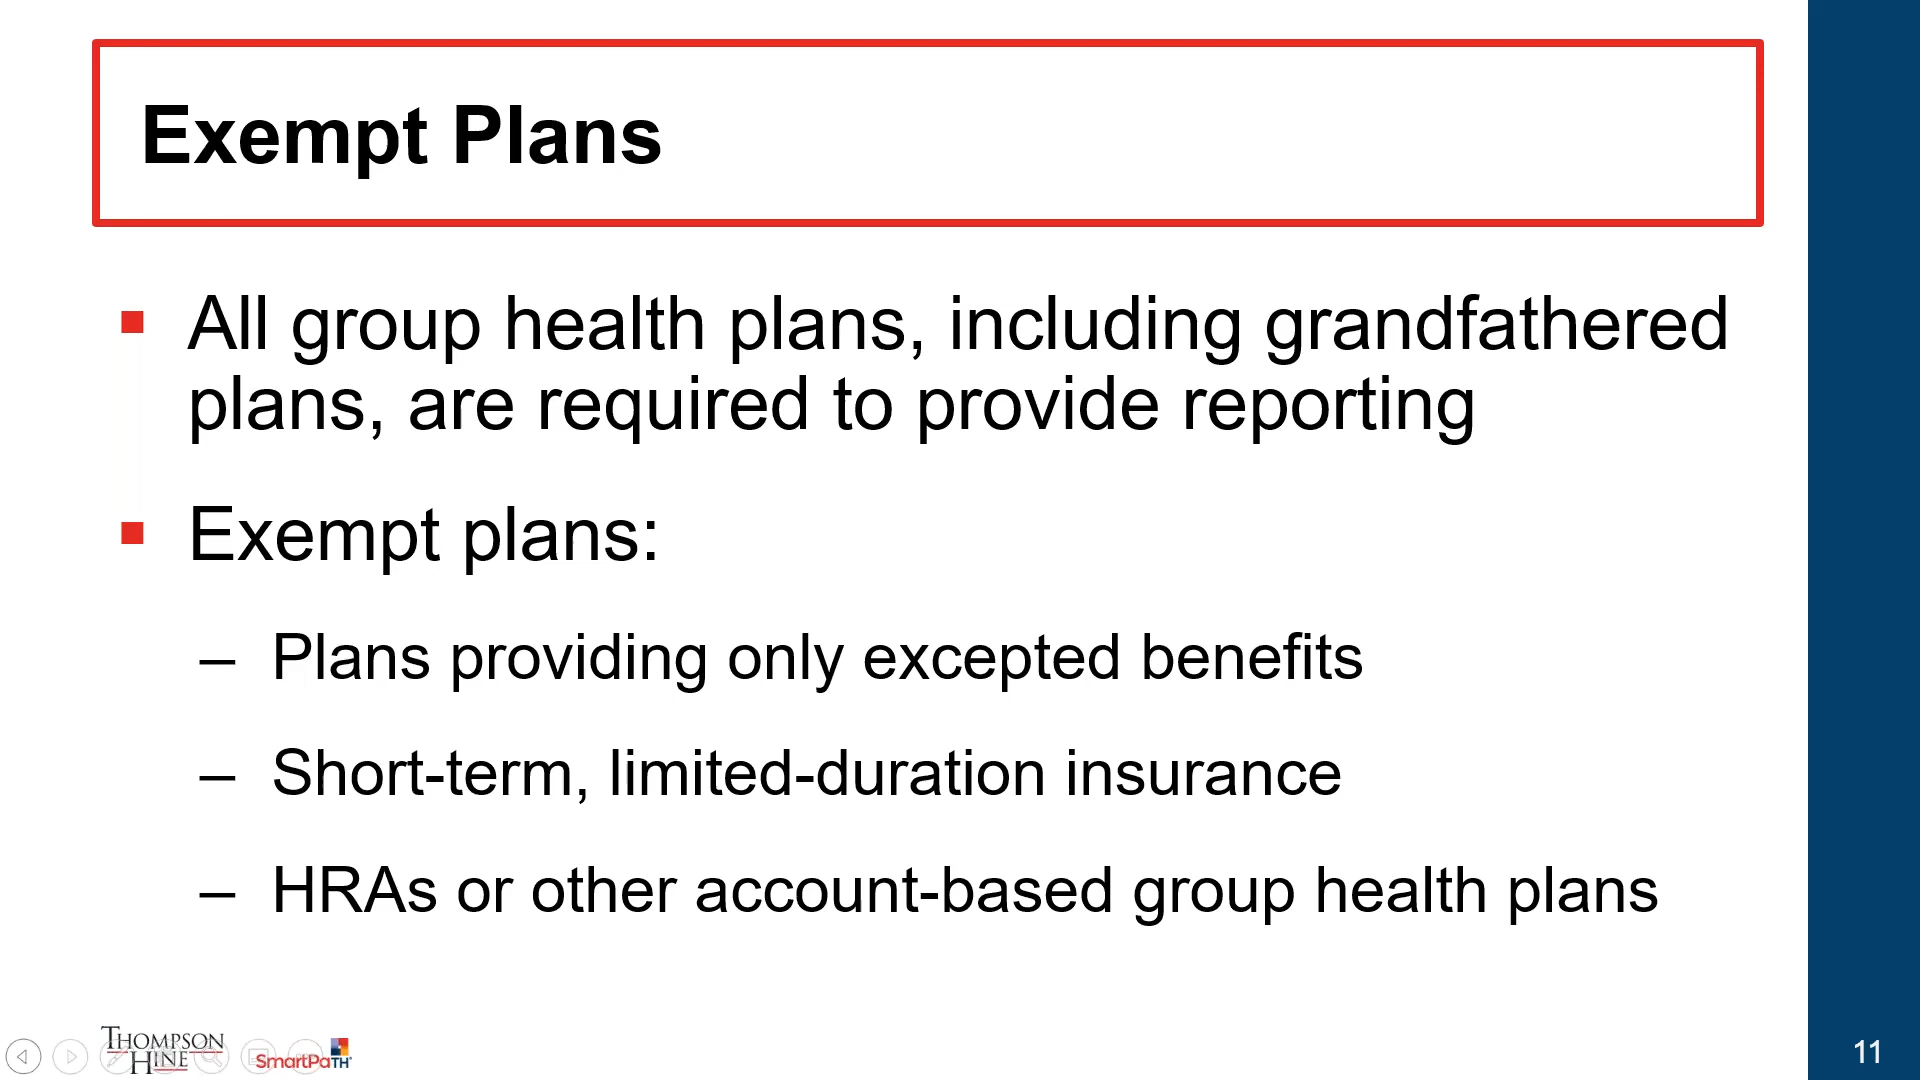 Exempt Plans
▪ All group health plans, including grandfathered
plans, are required to provide reporting
▪ Exempt plans:
– Plans providing only excepted benefits
– Short-term, limited-duration insurance
– HRAs or other account-based group health plans
THOMPSON
HINE
SmartPaTH
11